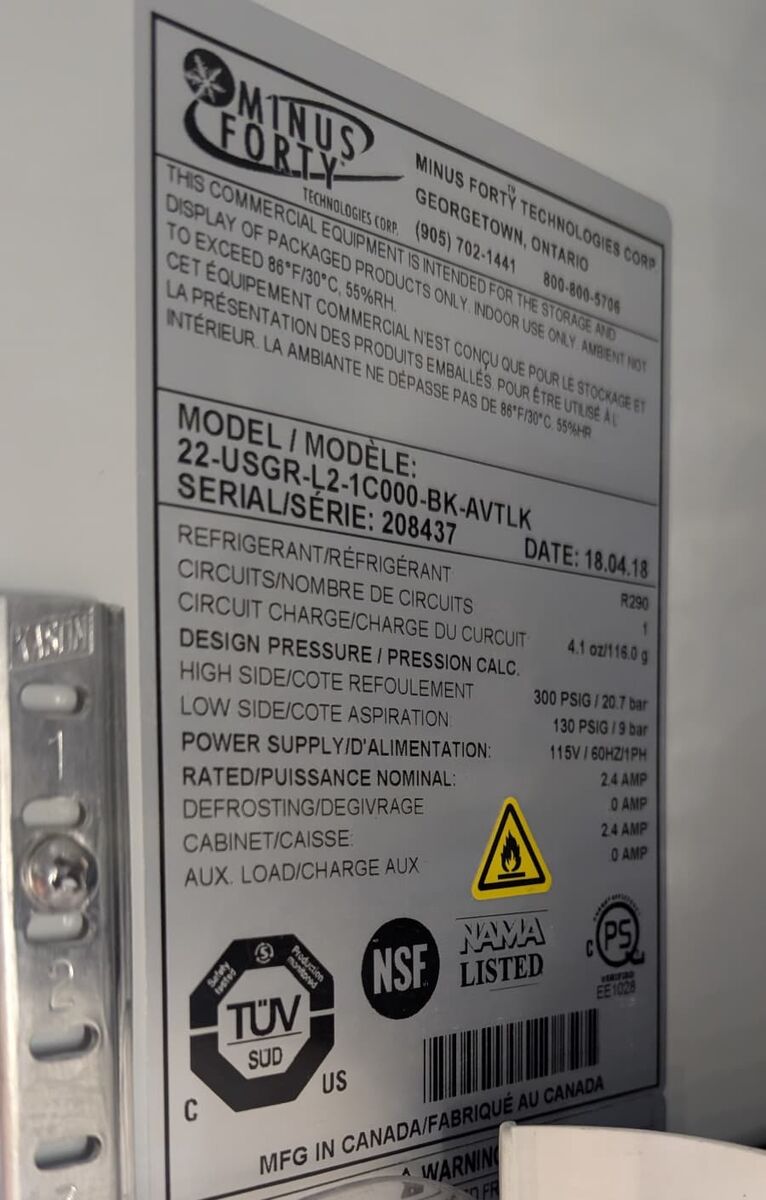 MINUS
FORTY
TECHNOLOGIES CORP.
MINUS FORTY TECHNOLOGIES CORP
TM
GEORGETOWN, ONTARIO
(905) 702-1441 800-800-5706
THIS COMMERCIAL EQUIPMENT IS INTENDED FOR THE STORAGE AND
DISPLAY OF PACKAGED PRODUCTS ONLY. INDOOR USE ONLY. AMBIENT NOT
TO EXCEED 86°F/30°C, 55%RH.
CET ÉQUIPEMENT COMMERCIAL N'EST CONÇU QUE POUR LE STOCKAGE ET
LA PRÉSENTATION DES PRODUITS EMBALLÉS. POUR ÊTRE UTILISÉ À L'
INTÉRIEUR. LA AMBIANTE NE DÉPASSE PAS DE 86°F/30°C, 55%HR
MODEL / MODÈLE:
22-USGR-L2-1C000-BK-AVTLK
SERIAL/SÉRIE: 208437 DATE: 18.04.18
REFRIGERANT/RÉFRIGÉRANT R290
CIRCUITS/NOMBRE DE CIRCUITS 1
CIRCUIT CHARGE/CHARGE DU CURCUIT 4.1 oz/116.0 g
DESIGN PRESSURE / PRESSION CALC.
HIGH SIDE/COTE REFOULEMENT 300 PSIG / 20.7 bar
LOW SIDE/COTE ASPIRATION: 130 PSIG / 9 bar
POWER SUPPLY/D'ALIMENTATION: 115V / 60HZ/1PH
RATED/PUISSANCE NOMINAL: 2.4 AMP
DEFROSTING/DEGIVRAGE .0 AMP
CABINET/CAISSE: 2.4 AMP
AUX. LOAD/CHARGE AUX .0 AMP
Safety tested
Production monitored
TÜV
SÜD
C US
NSF
NAMA
LISTED
C PS
VERIFIED
EE1028
MFG IN CANADA/FABRIQUÉ AU CANADA
WARNING
1
2